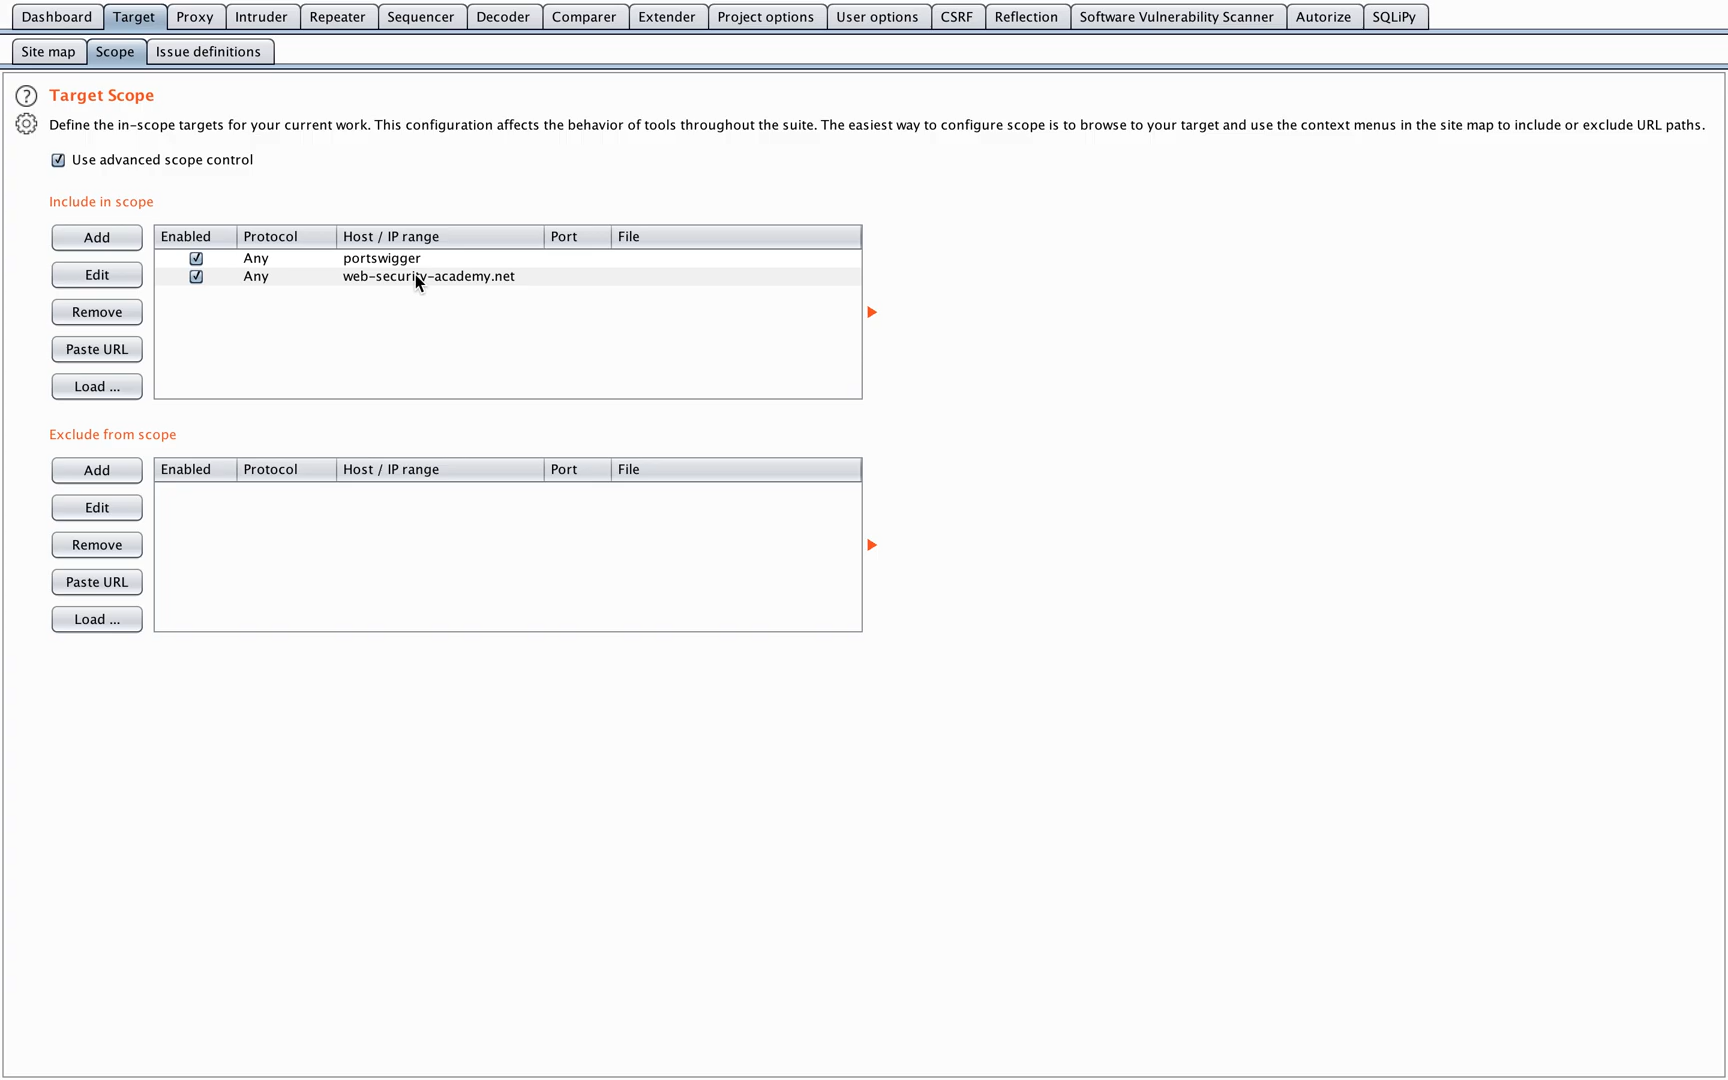 Dashboard Target Proxy Intruder Repeater Sequencer Decoder Comparer Extender Project options User options CSRF Reflection Software Vulnerability Scanner Autorize SQLiPy
Site map Scope Issue definitions
? Target Scope
Define the in-scope targets for your current work. This configuration affects the behavior of tools throughout the suite. The easiest way to configure scope is to browse to your target and use the context menus in the site map to include or exclude URL paths.
Use advanced scope control
Include in scope
Add
Edit
Remove
Paste URL
Load ...
Enabled Protocol Host / IP range Port File
Any portswigger
Any web-security-academy.net
Exclude from scope
Add
Edit
Remove
Paste URL
Load ...
Enabled Protocol Host / IP range Port File